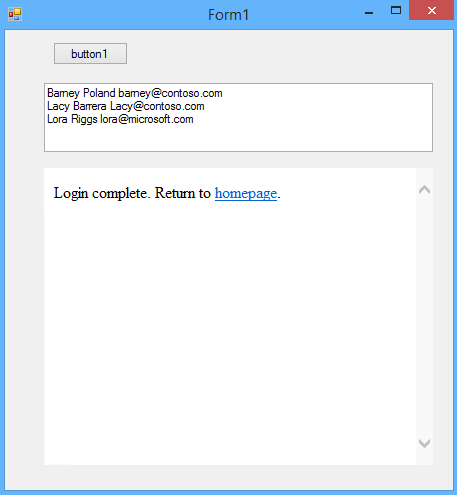 Form1
button1
Barney Poland barney@contoso.com
Lacy Barrera Lacy@contoso.com
Lora Riggs lora@microsoft.com
Login complete. Return to homepage.